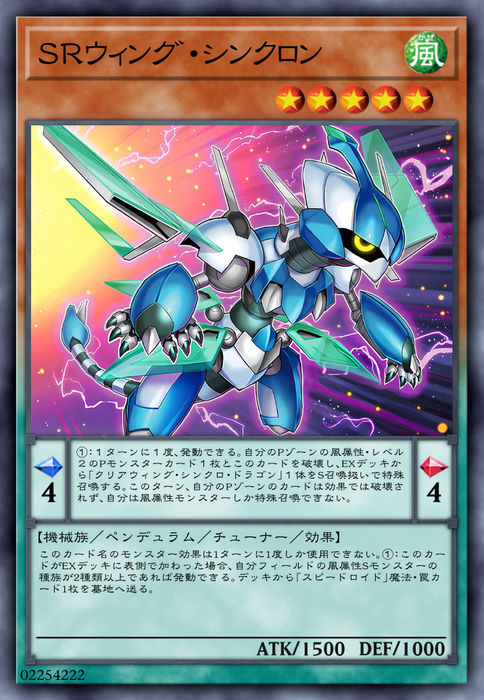 SRウィング・シンクロン
かぜ
風
①：1ターンに1度、発動できる。自分のPゾーンの風属性・レベル
2のPモンスターカード1枚とこのカードを破壊し、EXデッキか
ら「クリアウィング・シンクロ・ドラゴン」1体をS召喚扱いで特殊
召喚する。このターン、自分のPゾーンのカードは効果では破壊さ
れず、自分は風属性モンスターしか特殊召喚できない。
4
4
【機械族／ペンデュラム／チューナー／効果】
このカード名のモンスター効果は1ターンに1度しか使用できない。①：このカー
ドがEXデッキに表側で加わった場合、自分フィールドの風属性Sモンスターの
種族が2種類以上であれば発動できる。デッキから「スピードロイド」魔法・罠カ
ード1枚を墓地へ送る。
ATK/1500 DEF/1000
02254222